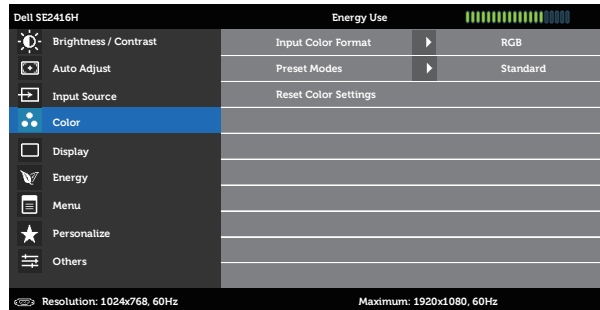 Dell SE2416H Energy Use
Brightness / Contrast Input Color Format RGB
Auto Adjust Preset Modes Standard
Input Source Reset Color Settings
Color
Display
Energy
Menu
Personalize
Others
Resolution: 1024x768, 60Hz Maximum: 1920x1080, 60Hz